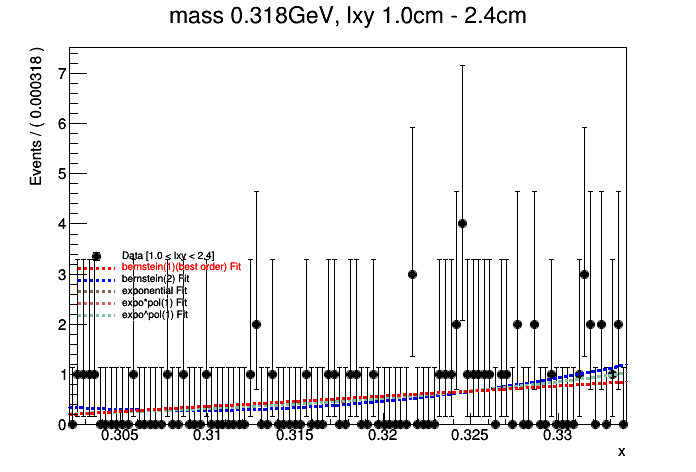 mass 0.318GeV, lxy 1.0cm - 2.4cm
Events / ( 0.000318 )
7
6
5
4
3
2
1
0
Data [1.0 < lxy < 2.4]
bernstein(1)(best order) Fit
bernstein(2) Fit
exponential Fit
expo*pol(1) Fit
expo^pol(1) Fit
0.305 0.31 0.315 0.32 0.325 0.33
x